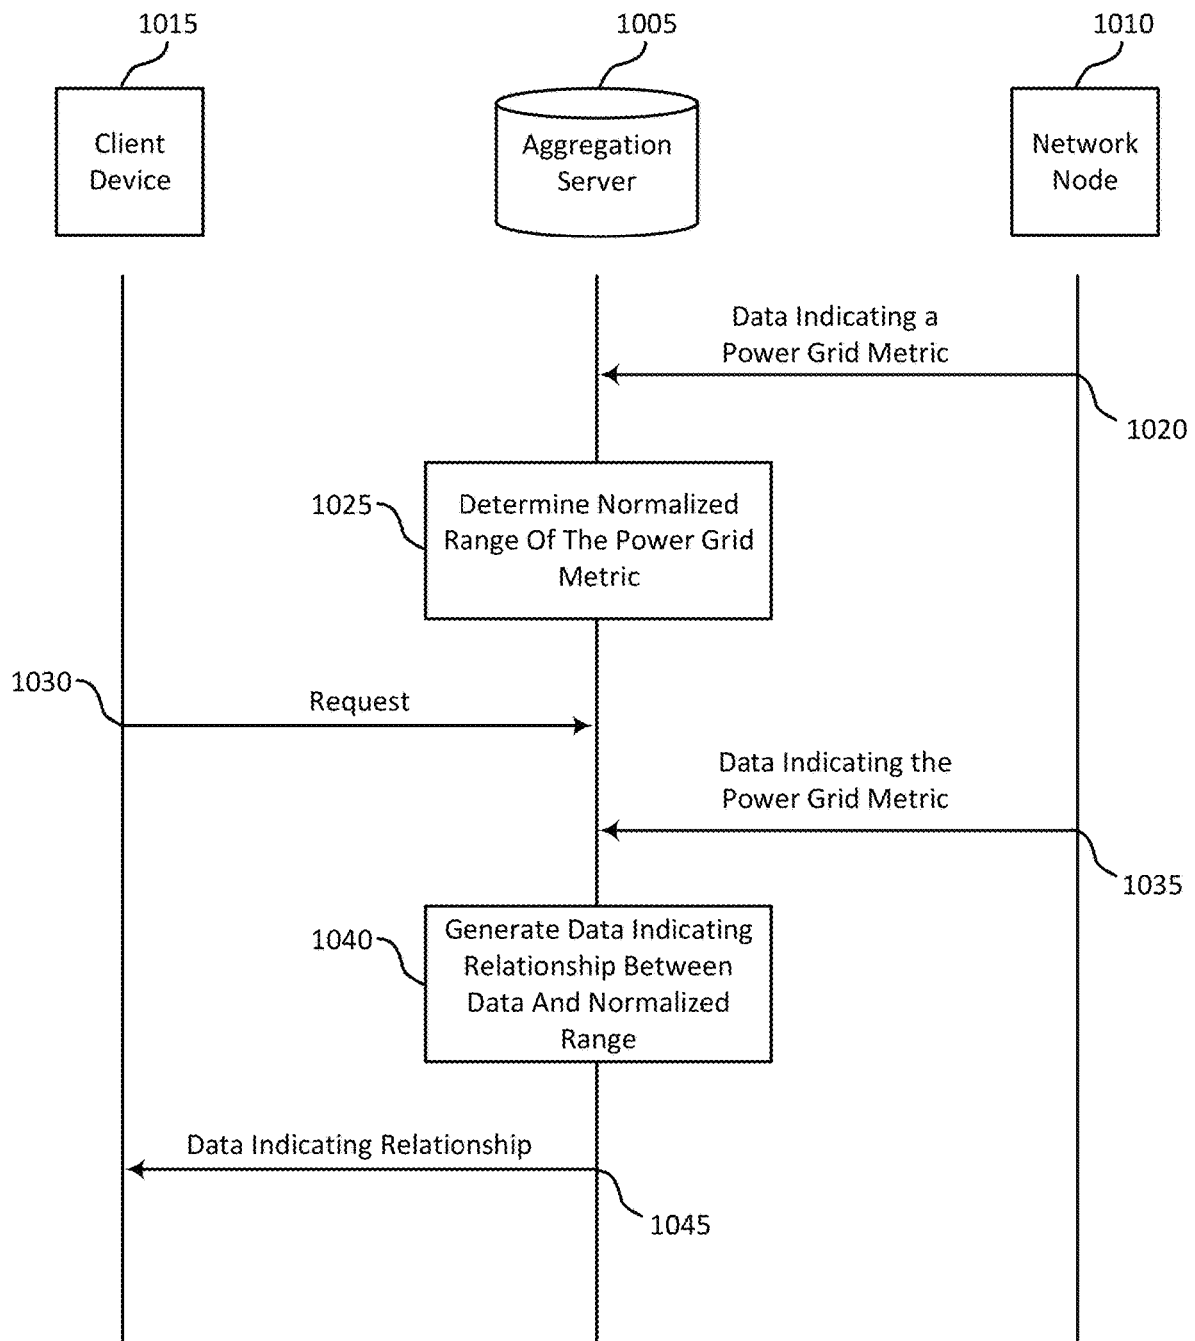 1015
1005
1010
Client
Device
Aggregation
Server
Network
Node
Data Indicating a
Power Grid Metric
1020
1025
Determine Normalized
Range Of The Power Grid
Metric
1030
Request
Data Indicating the
Power Grid Metric
1035
1040
Generate Data Indicating
Relationship Between
Data And Normalized
Range
Data Indicating Relationship
1045